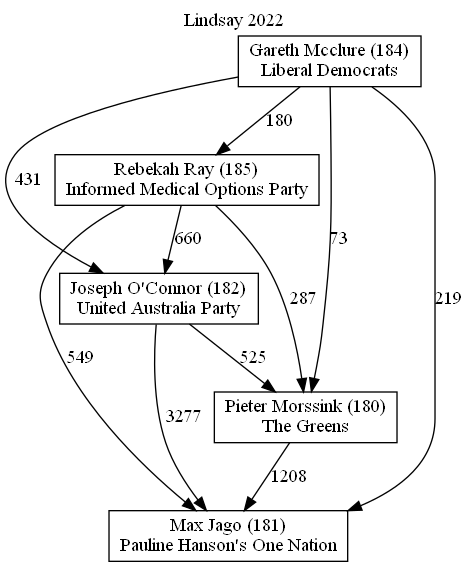 Lindsay 2022
Gareth Mcclure (184)
Liberal Democrats
180
431
Rebekah Ray (185)
Informed Medical Options Party
660
73
Joseph O'Connor (182)
United Australia Party
287
219
549
525
Pieter Morssink (180)
The Greens
3277
1208
Max Jago (181)
Pauline Hanson's One Nation